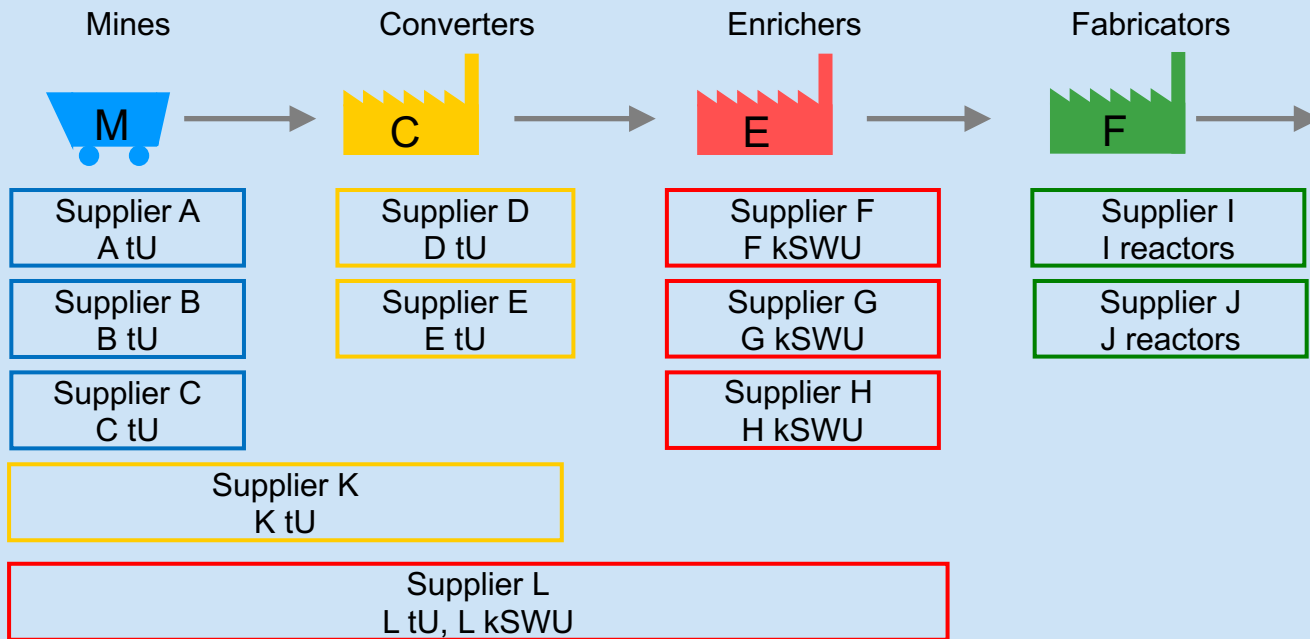 Mines
Converters
Enrichers
Fabricators
M
C
E
F
Supplier A
A tU
Supplier D
D tU
Supplier F
F kSWU
Supplier I
I reactors
Supplier B
B tU
Supplier E
E tU
Supplier G
G kSWU
Supplier J
J reactors
Supplier C
C tU
Supplier H
H kSWU
Supplier K
K tU
Supplier L
L tU, L kSWU